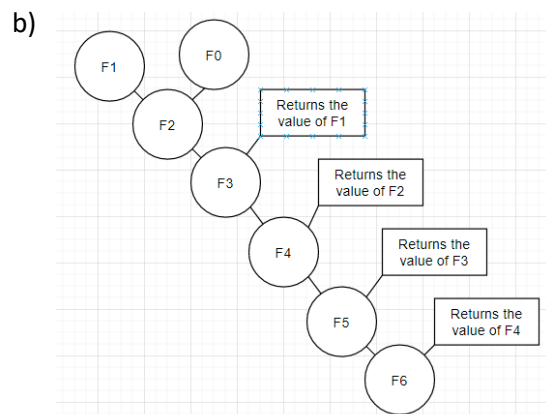 b)
F1
F0
F2
Returns the
value of F1
F3
Returns the
value of F2
F4
Returns the
value of F3
F5
Returns the
value of F4
F6